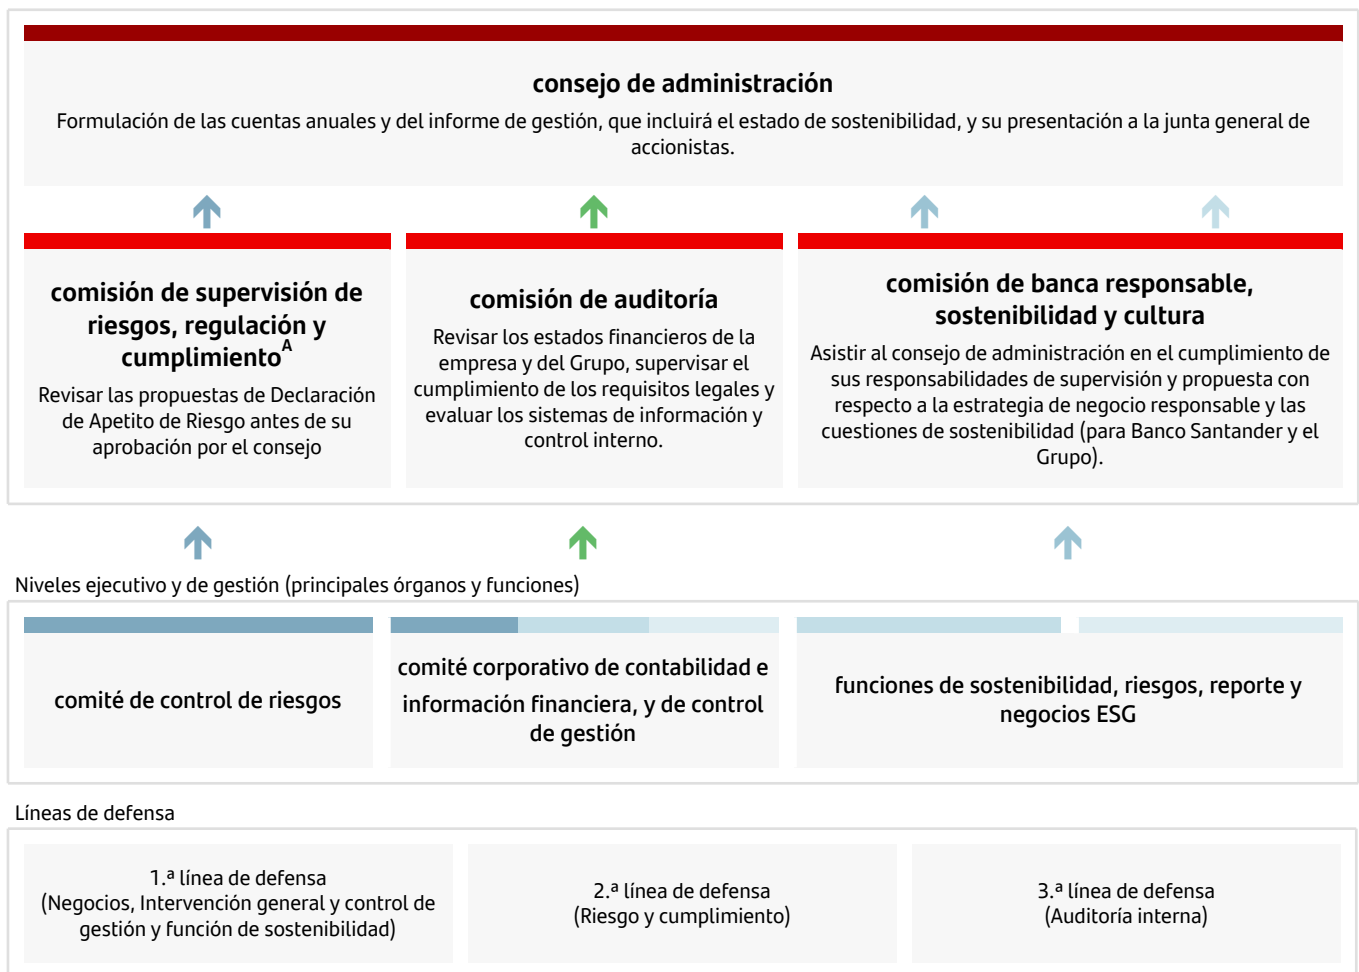 consejo de administración
Formulación de las cuentas anuales y del informe de gestión, que incluirá el estado de sostenibilidad, y su presentación a la junta general de
accionistas.
comisión de supervisión de
riesgos, regulación y
cumplimiento^A
Revisar las propuestas de Declaración
de Apetito de Riesgo antes de su
aprobación por el consejo
comisión de auditoría
Revisar los estados financieros de la
empresa y del Grupo, supervisar el
cumplimiento de los requisitos legales y
evaluar los sistemas de información y
control interno.
comisión de banca responsable,
sostenibilidad y cultura
Asistir al consejo de administración en el cumplimiento de
sus responsabilidades de supervisión y propuesta con
respecto a la estrategia de negocio responsable y las
cuestiones de sostenibilidad (para Banco Santander y el
Grupo).
Niveles ejecutivo y de gestión (principales órganos y funciones)
comité de control de riesgos
comité corporativo de contabilidad e
información financiera, y de control
de gestión
funciones de sostenibilidad, riesgos, reporte y
negocios ESG
Líneas de defensa
1.ª línea de defensa
(Negocios, Intervención general y control de
gestión y función de sostenibilidad)
2.ª línea de defensa
(Riesgo y cumplimiento)
3.ª línea de defensa
(Auditoría interna)